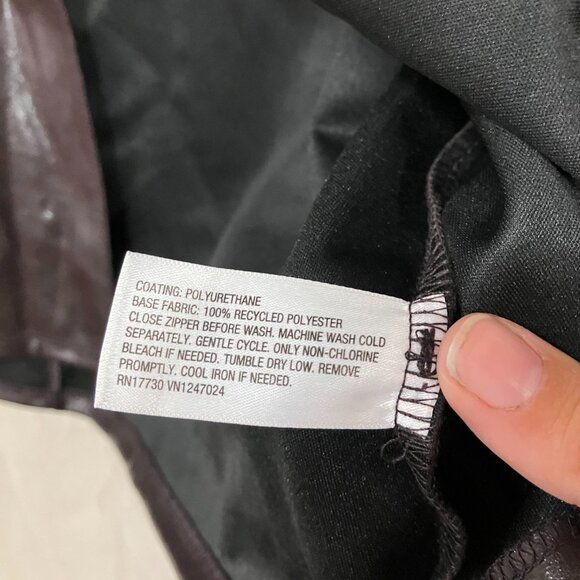 COATING: POLYURETHANE
BASE FABRIC: 100% RECYCLED POLYESTER
CLOSE ZIPPER BEFORE WASH. MACHINE WASH COLD
SEPARATELY. GENTLE CYCLE. ONLY NON-CHLORINE
BLEACH IF NEEDED. TUMBLE DRY LOW. REMOVE
PROMPTLY. COOL IRON IF NEEDED.
RN17730 VN1247024